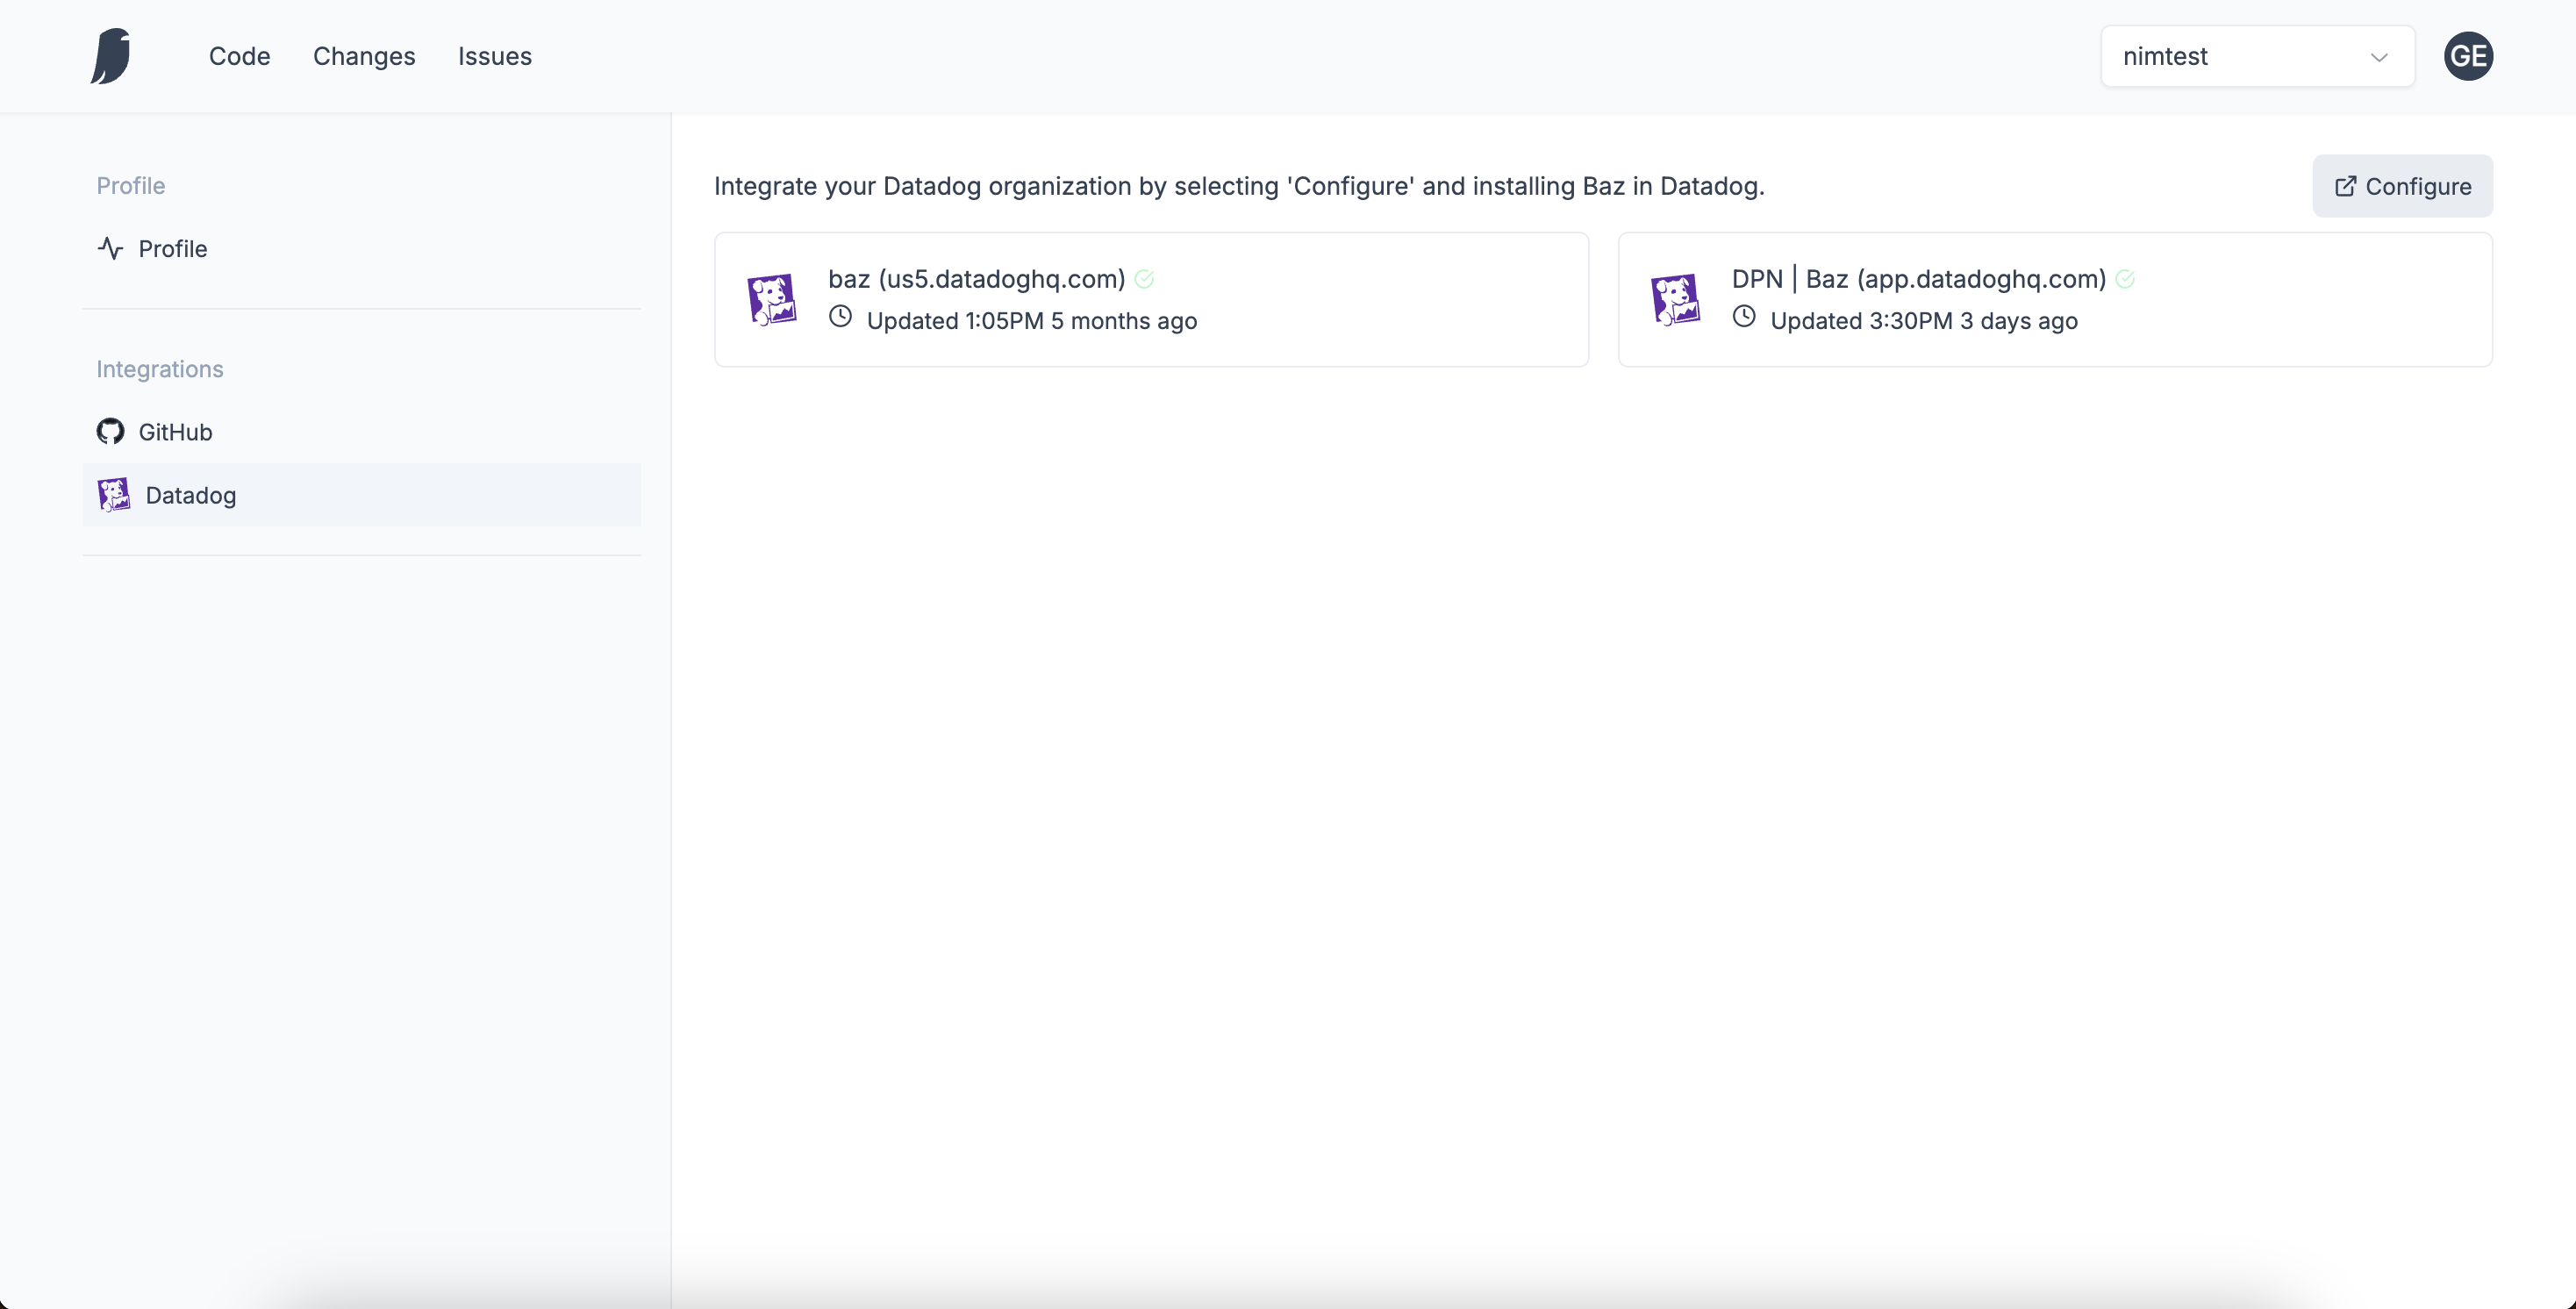 Code Changes Issues nimtest GE
Profile
Profile
Integrations
GitHub
Datadog
Integrate your Datadog organization by selecting 'Configure' and installing Baz in Datadog.
Configure
baz (us5.datadoghq.com)
Updated 1:05PM 5 months ago
DPN | Baz (app.datadoghq.com)
Updated 3:30PM 3 days ago